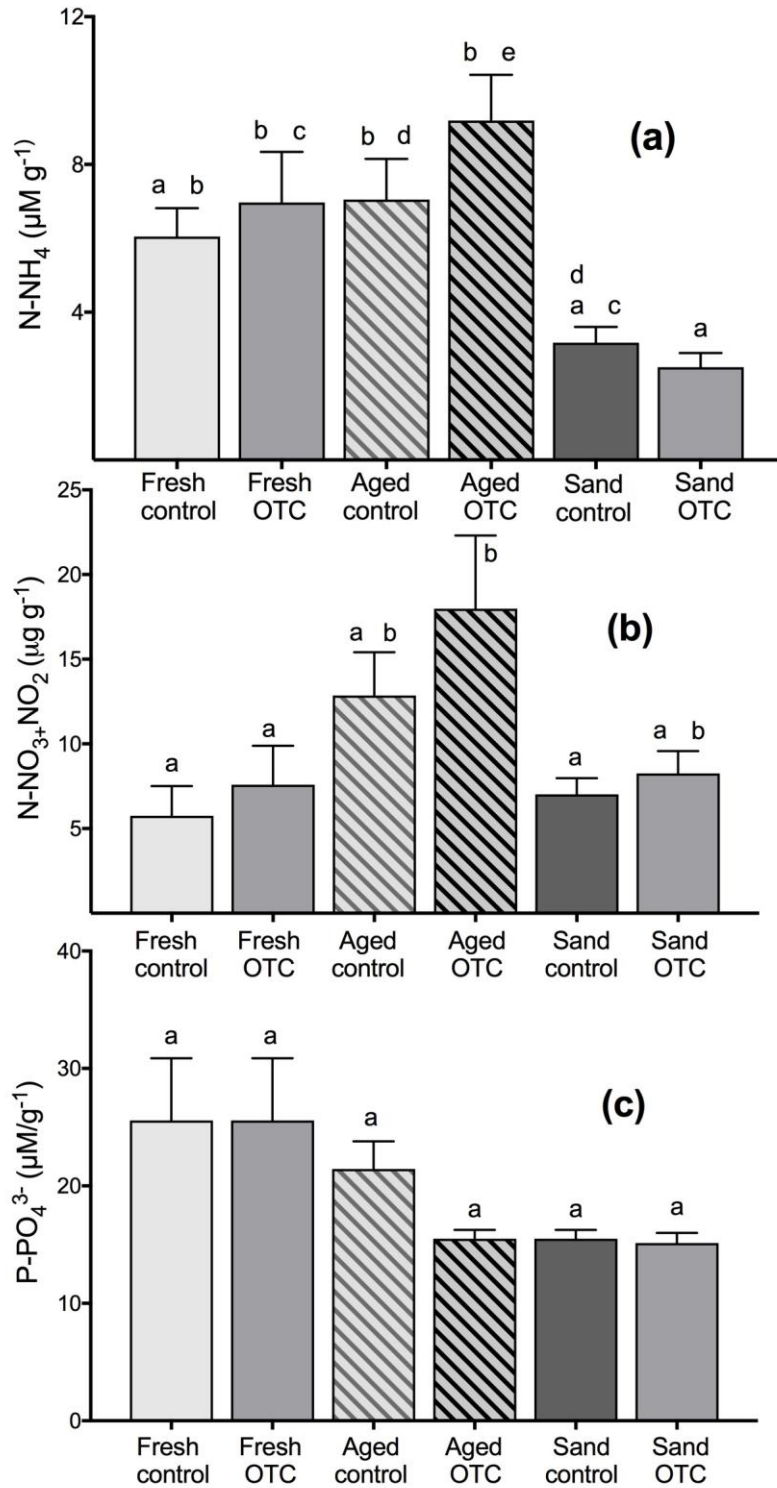 12
b e
(a)
b c
b d
8
a b
N-NH4 (µM g-1)
d
a c
a
4
Fresh control
Fresh OTC
Aged control
Aged OTC
Sand control
Sand OTC
25
20
b
(b)
a b
15
N-NO3+NO2 (µg g-1)
10
a
a
a
a b
5
Fresh control
Fresh OTC
Aged control
Aged OTC
Sand control
Sand OTC
40
a
a
30
(c)
a
P-PO4 3- (µM/g-1)
20
a
a
a
10
0
Fresh control
Fresh OTC
Aged control
Aged OTC
Sand control
Sand OTC